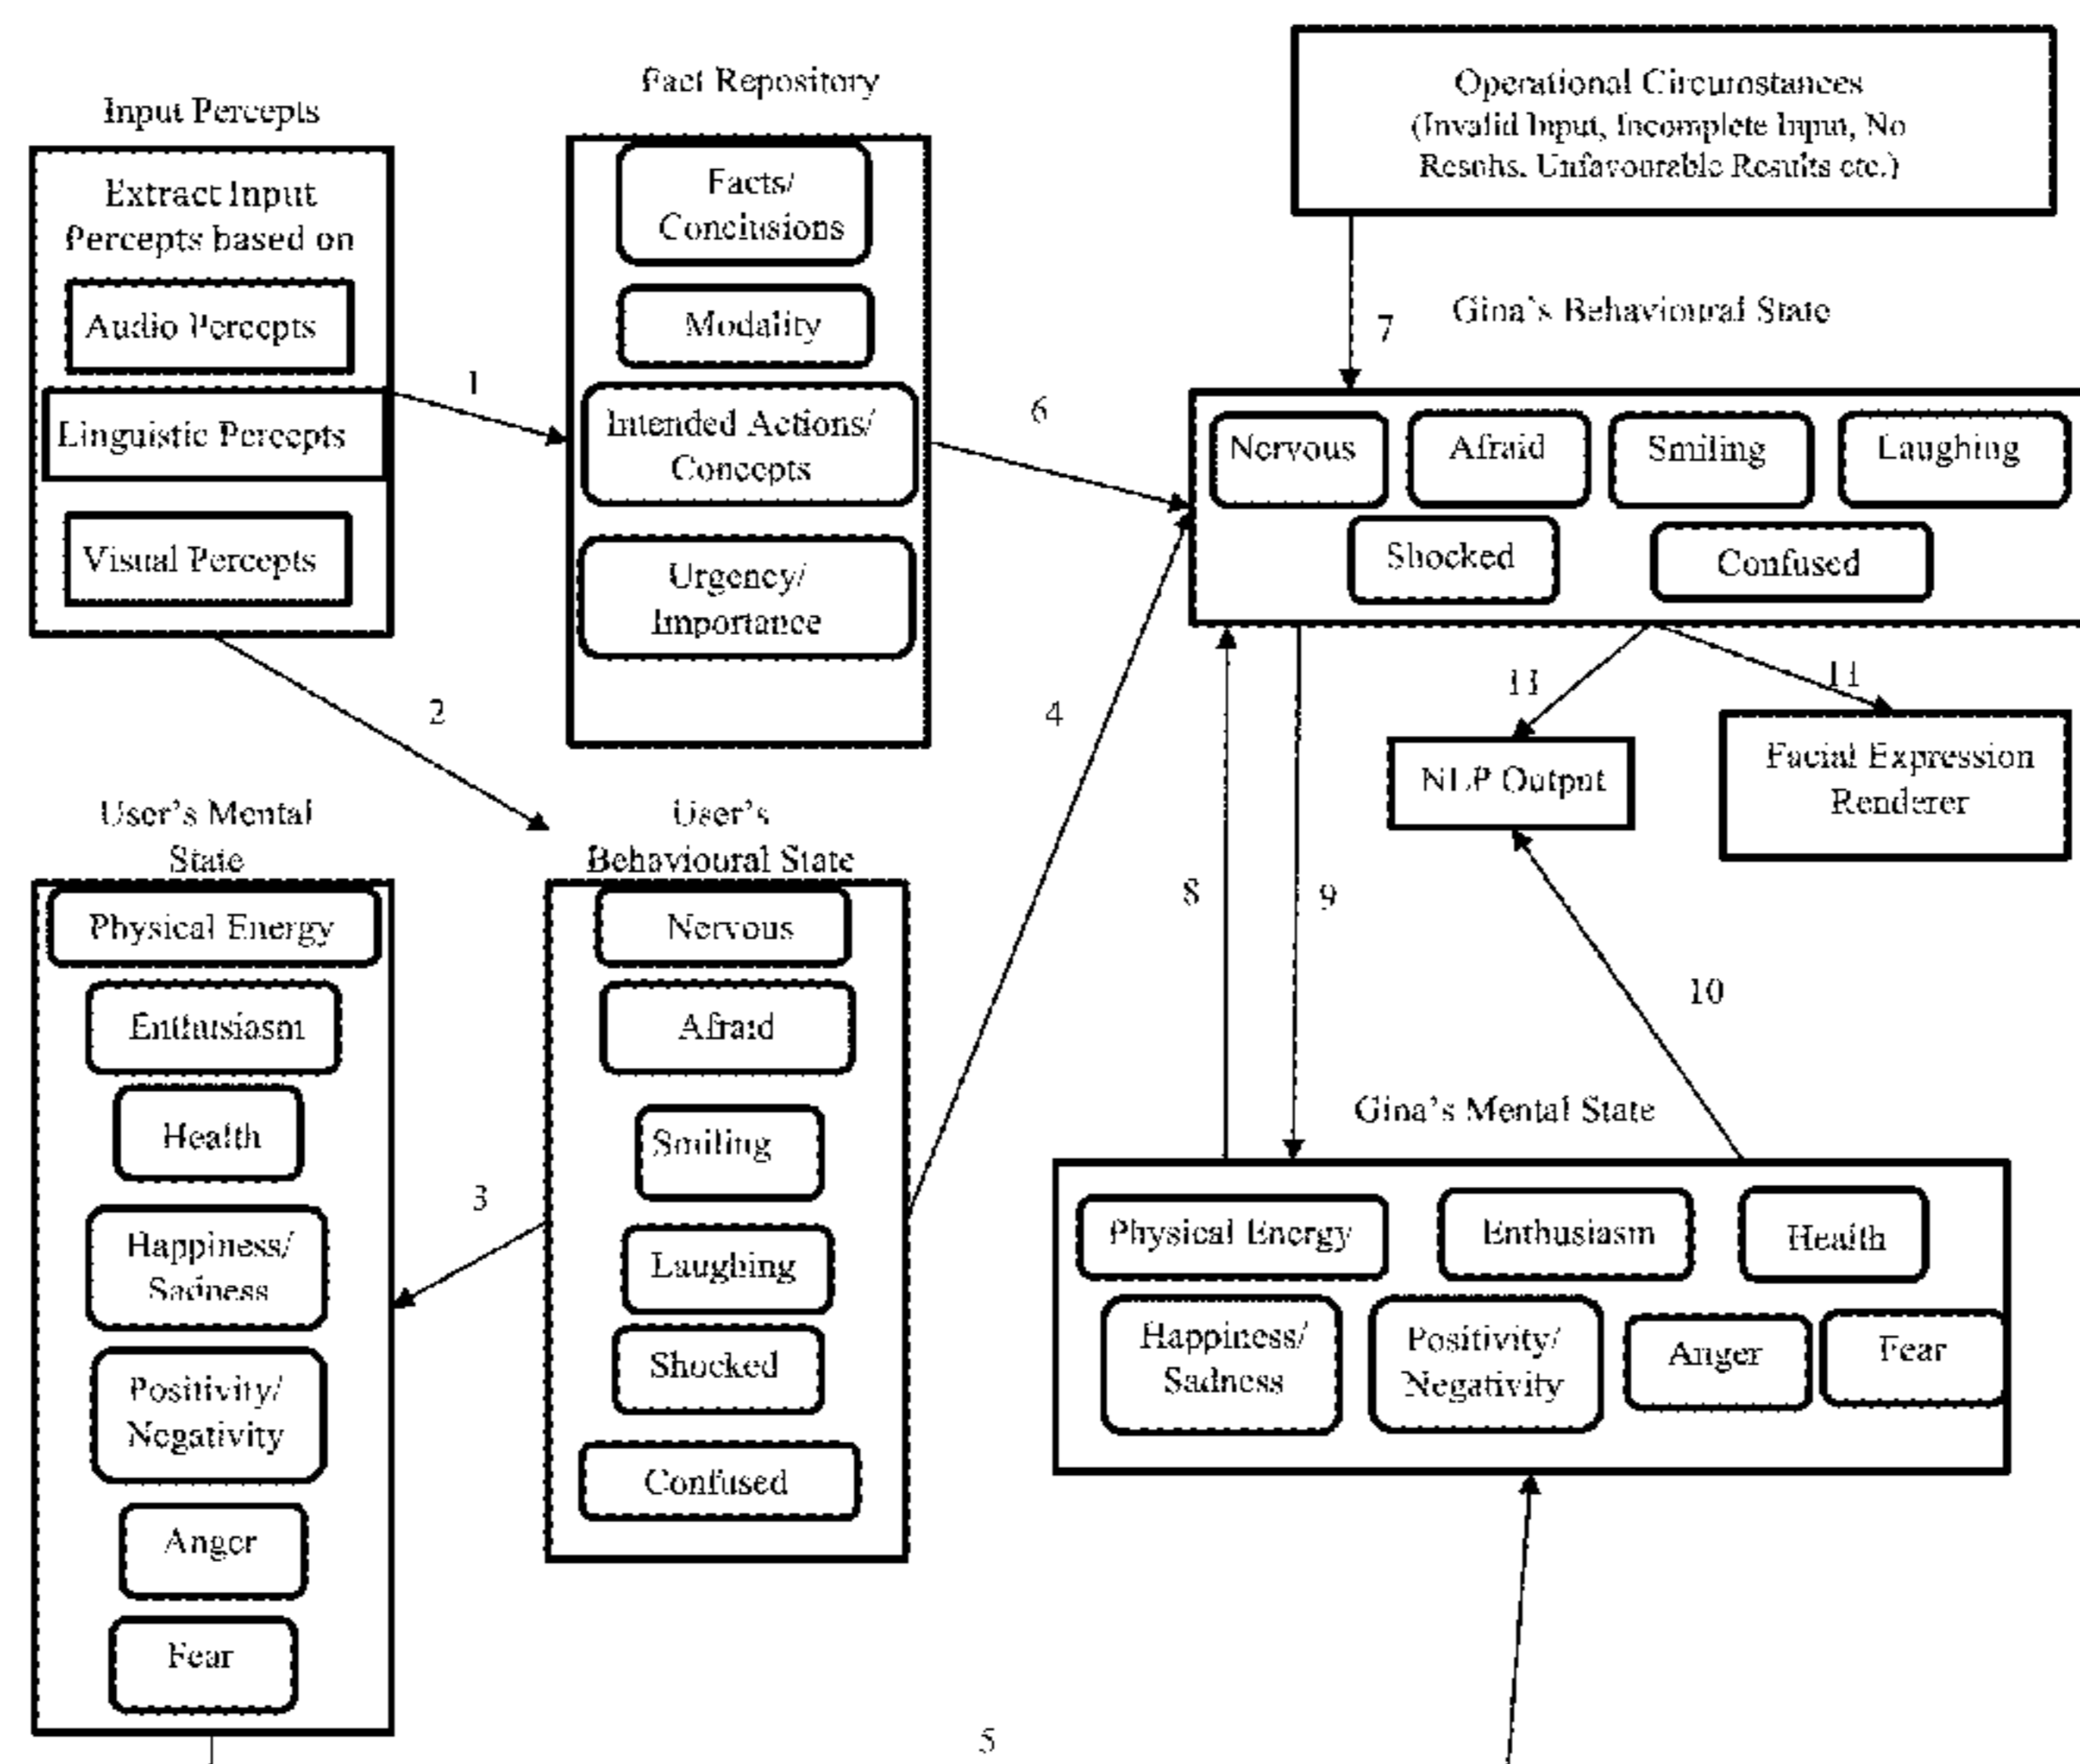 Input Percepts
Extract Input
Percepts based on
Audio Percepts
Linguistic Percepts
Visual Percepts
1
2
Fact Repository
Facts/
Conclusions
Modality
Intended Actions/
Concepts
Urgency/
Importance
6
4
Operational Circumstances
(Invalid Input, Incomplete Input, No
Results, Unfavourable Results etc.)
7
Gina's Behavioural State
Nervous
Afraid
Smiling
Laughing
Shocked
Confused
11
11
NLP Output
Facial Expression
Renderer
8
9
10
User's Mental
State
Physical Energy
Enthusiasm
Health
Happiness/
Sadness
Positivity/
Negativity
Anger
Fear
3
User's
Behavioural State
Nervous
Afraid
Smiling
Laughing
Shocked
Confused
Gina's Mental State
Physical Energy
Enthusiasm
Health
Happiness/
Sadness
Positivity/
Negativity
Anger
Fear
5